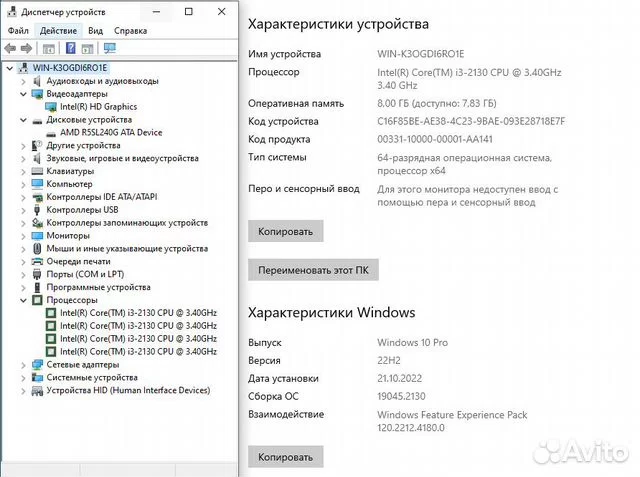 Диспетчер устройств
Файл Действие Вид Справка
WIN-K3OGDI6RO1E
Аудиовходы и аудиовыходы
Видеоадаптеры
Intel(R) HD Graphics
Дисковые устройства
AMD R5SL240G ATA Device
Другие устройства
Звуковые, игровые и видеоустройства
Клавиатуры
Компьютер
Контроллеры IDE ATA/ATAPI
Контроллеры USB
Контроллеры запоминающих устройств
Мониторы
Мыши и иные указывающие устройства
Очереди печати
Порты (COM и LPT)
Программные устройства
Процессоры
Intel(R) Core(TM) i3-2130 CPU @ 3.40GHz
Intel(R) Core(TM) i3-2130 CPU @ 3.40GHz
Intel(R) Core(TM) i3-2130 CPU @ 3.40GHz
Intel(R) Core(TM) i3-2130 CPU @ 3.40GHz
Сетевые адаптеры
Системные устройства
Устройства HID (Human Interface Devices)
Характеристики устройства
Имя устройства WIN-K3OGDI6RO1E
Процессор Intel(R) Core(TM) i3-2130 CPU @ 3.40GHz
3.40 GHz
Оперативная память 8,00 ГБ (доступно: 7,83 ГБ)
Код устройства C16F85BE-AE38-4C23-9BAE-093E28718E7F
Код продукта 00331-10000-00001-AA141
Тип системы 64-разрядная операционная система,
процессор x64
Перо и сенсорный ввод Для этого монитора недоступен ввод с
помощью пера и сенсорный ввод
Копировать
Переименовать этот ПК
Характеристики Windows
Выпуск Windows 10 Pro
Версия 22H2
Дата установки 21.10.2022
Сборка ОС 19045.2130
Взаимодействие Windows Feature Experience Pack
120.2212.4180.0
Копировать
Avito